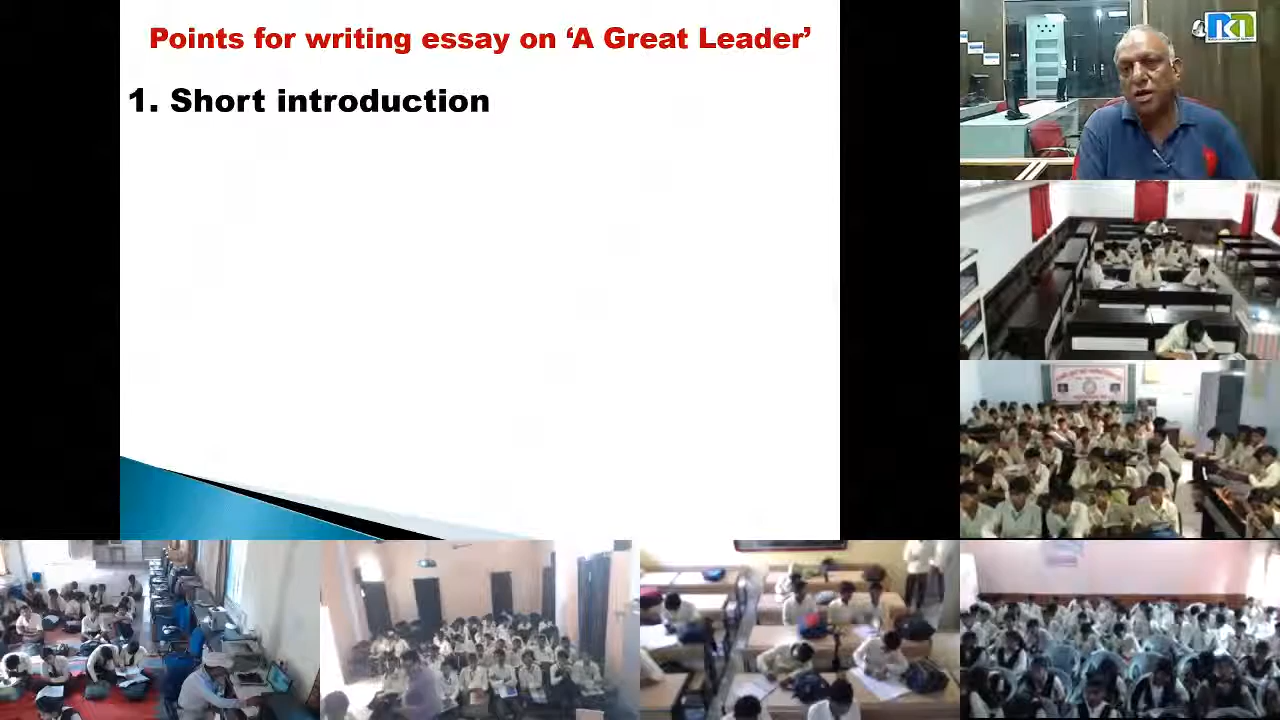 Points for writing essay on ‘A Great Leader’
1. Short introduction